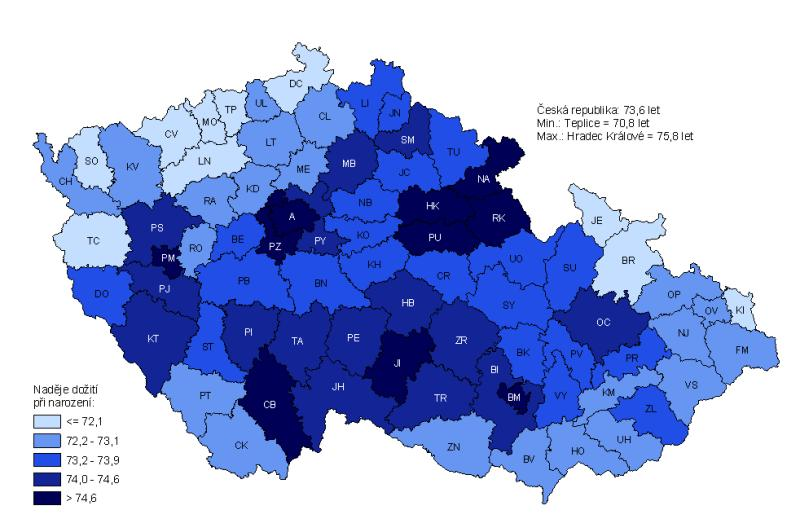 Česká republika: 73,6 let
Min.: Teplice = 70,8 let
Max.: Hradec Králové = 75,8 let
DC
LI
JN
TP
UL
MO
CL
CV
SM
LT
TU
SO
LN
MB
ME
JC
KV
NA
CH
KD
RA
NB
HK
RK
A
JE
PS
TC
RO
BE
PZ
PY
KO
PU
PM
UO
BR
KH
SU
CR
PB
BN
PJ
DO
OP
HB
SY
OV
KI
OC
KT
ST
PI
TA
PE
ZR
NJ
JI
BK
PV
PR
FM
BI
PT
JH
VS
CB
TR
BM
VY
KM
ZL
CK
ZN
UH
HO
BV
Naděje dožití
při narození:
<= 72,1
72,2 - 73,1
73,2 - 73,9
74,0 - 74,6
> 74,6